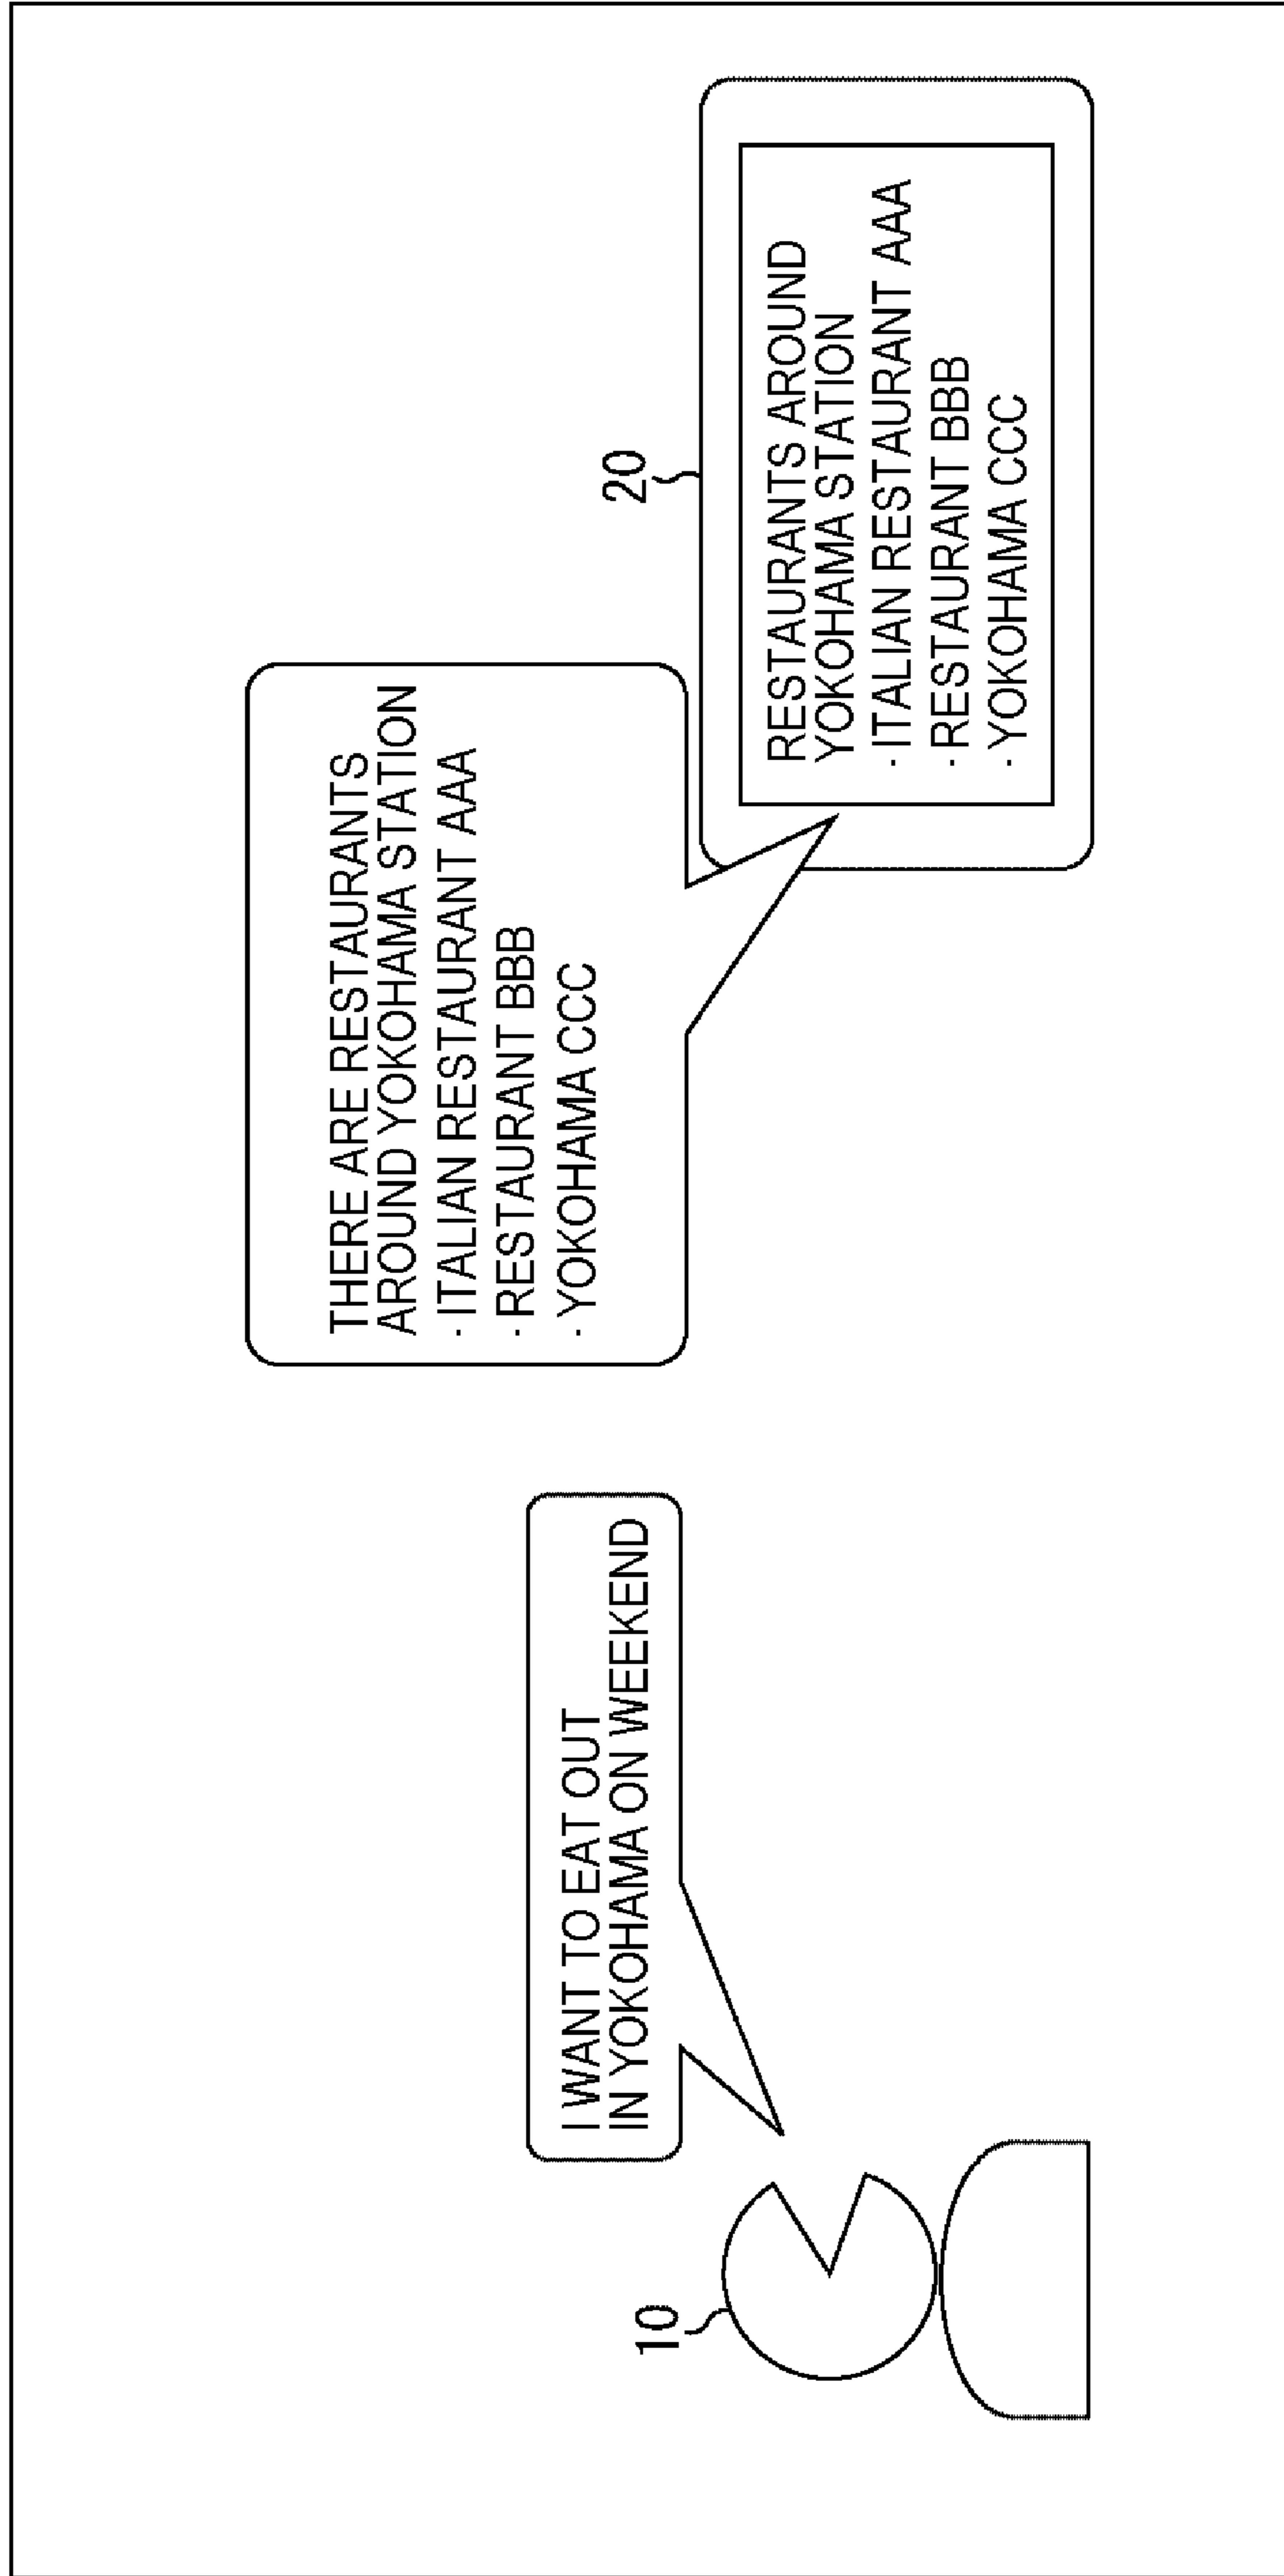 10
I WANT TO EAT OUT
IN YOKOHAMA ON WEEKEND
THERE ARE RESTAURANTS
AROUND YOKOHAMA STATION
· ITALIAN RESTAURANT AAA
· RESTAURANT BBB
· YOKOHAMA CCC
20
RESTAURANTS AROUND
YOKOHAMA STATION
· ITALIAN RESTAURANT AAA
· RESTAURANT BBB
· YOKOHAMA CCC